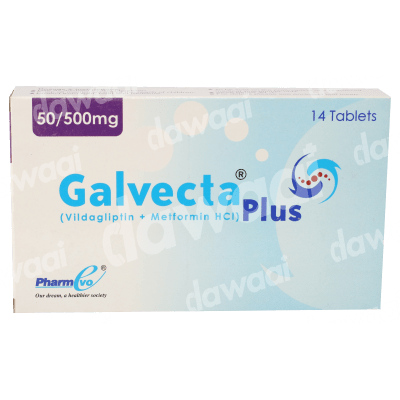 50/500mg
14 Tablets
Galvecta® Plus
(Vildagliptin + Metformin HCl)
PharmEvo®
Our dream, a healthier society
dawaai